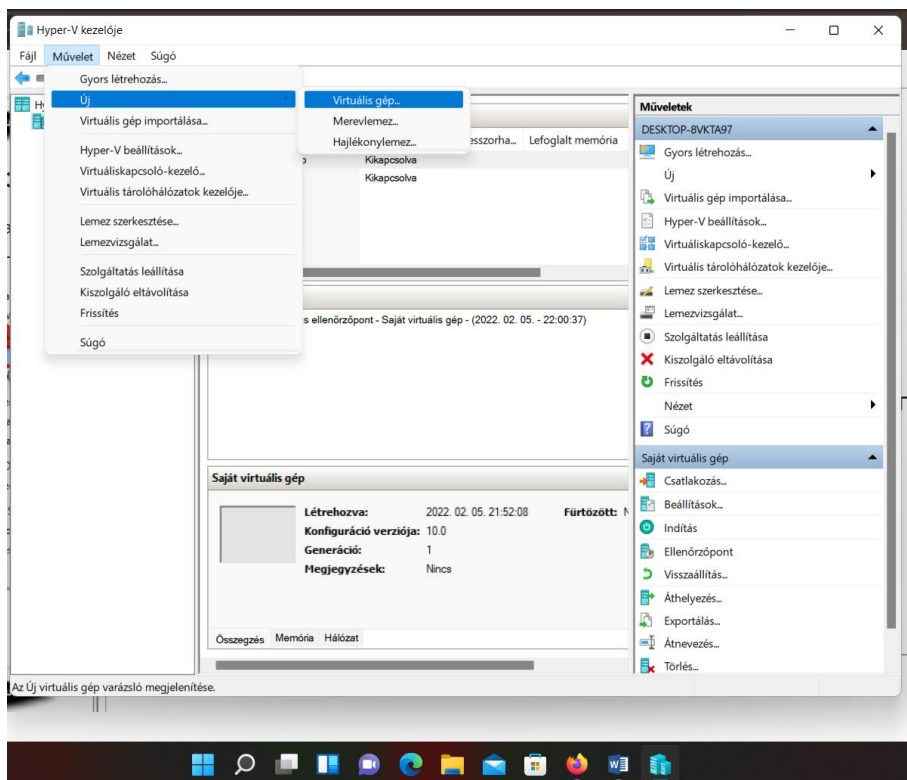 Hyper-V kezelője
Fájl Művelet Nézet Súgó
Gyors létrehozás...
Új
Virtuális gép importálása...
Hyper-V beállítások...
Virtuáliskapcsoló-kezelő...
Virtuális tárolóhálózatok kezelője...
Lemez szerkesztése...
Lemezvizsgálat...
Szolgáltatás leállítása
Kiszolgáló eltávolítása
Frissítés
Súgó
Virtuális gép...
Merevlemez...
Hajlékonylemez...
Lefoglalt memória
Kikapcsolva
Kikapcsolva
ellenőrzőpont - Saját virtuális gép - (2022. 02. 05. - 22:00:37)
Saját virtuális gép
Létrehozva: 2022. 02. 05. 21:52:08 Fürtözött:
Konfiguráció verziója: 10.0
Generáció: 1
Megjegyzések: Nincs
Összegzés Memória Hálózat
Műveletek
DESKTOP-8VKTA97
Gyors létrehozás...
Új
Virtuális gép importálása...
Hyper-V beállítások...
Virtuáliskapcsoló-kezelő...
Virtuális tárolóhálózatok kezelője...
Lemez szerkesztése...
Lemezvizsgálat...
Szolgáltatás leállítása
Kiszolgáló eltávolítása
Frissítés
Nézet
Súgó
Saját virtuális gép
Csatlakozás...
Beállítások...
Indítás
Ellenőrzőpont
Visszaállítás...
Áthelyezés...
Exportálás...
Átnevezés...
Törlés...
Az Új virtuális gép varázsló megjelenítése.